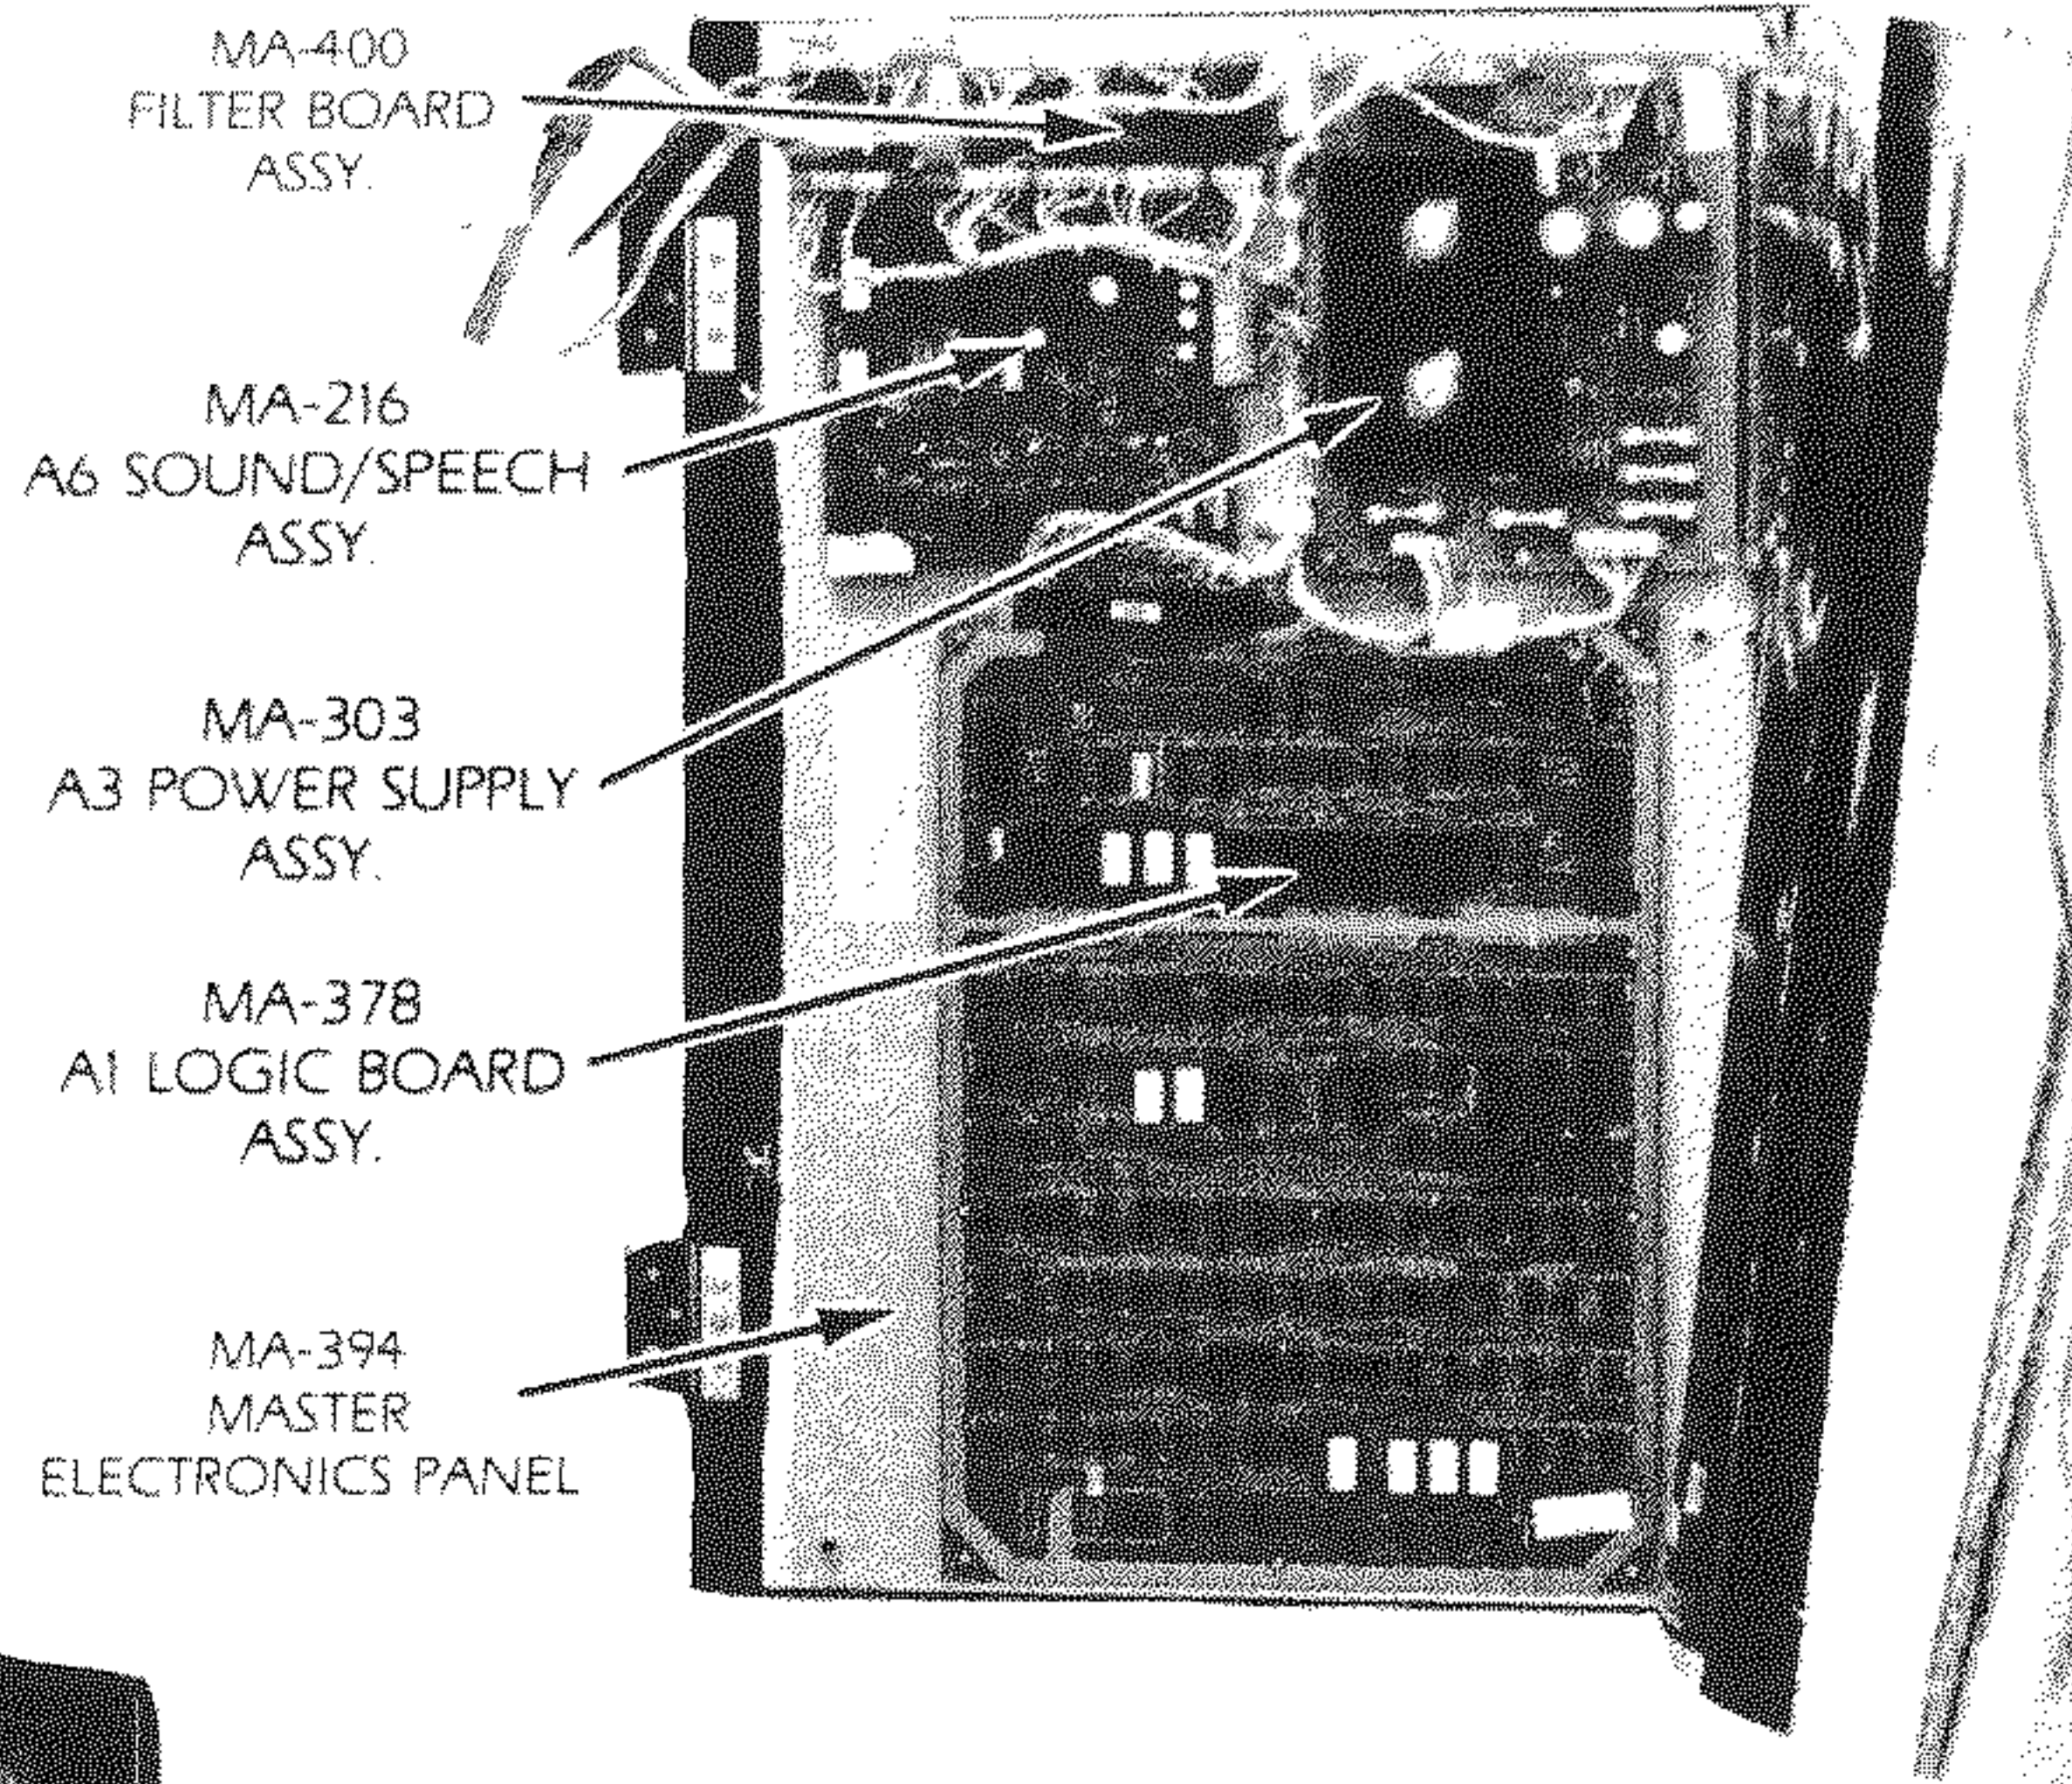 MA-400
FILTER BOARD
ASSY.
MA-216
A6 SOUND/SPEECH
ASSY.
MA-303
A3 POWER SUPPLY
ASSY.
MA-378
A1 LOGIC BOARD
ASSY.
MA-394
MASTER
ELECTRONICS PANEL